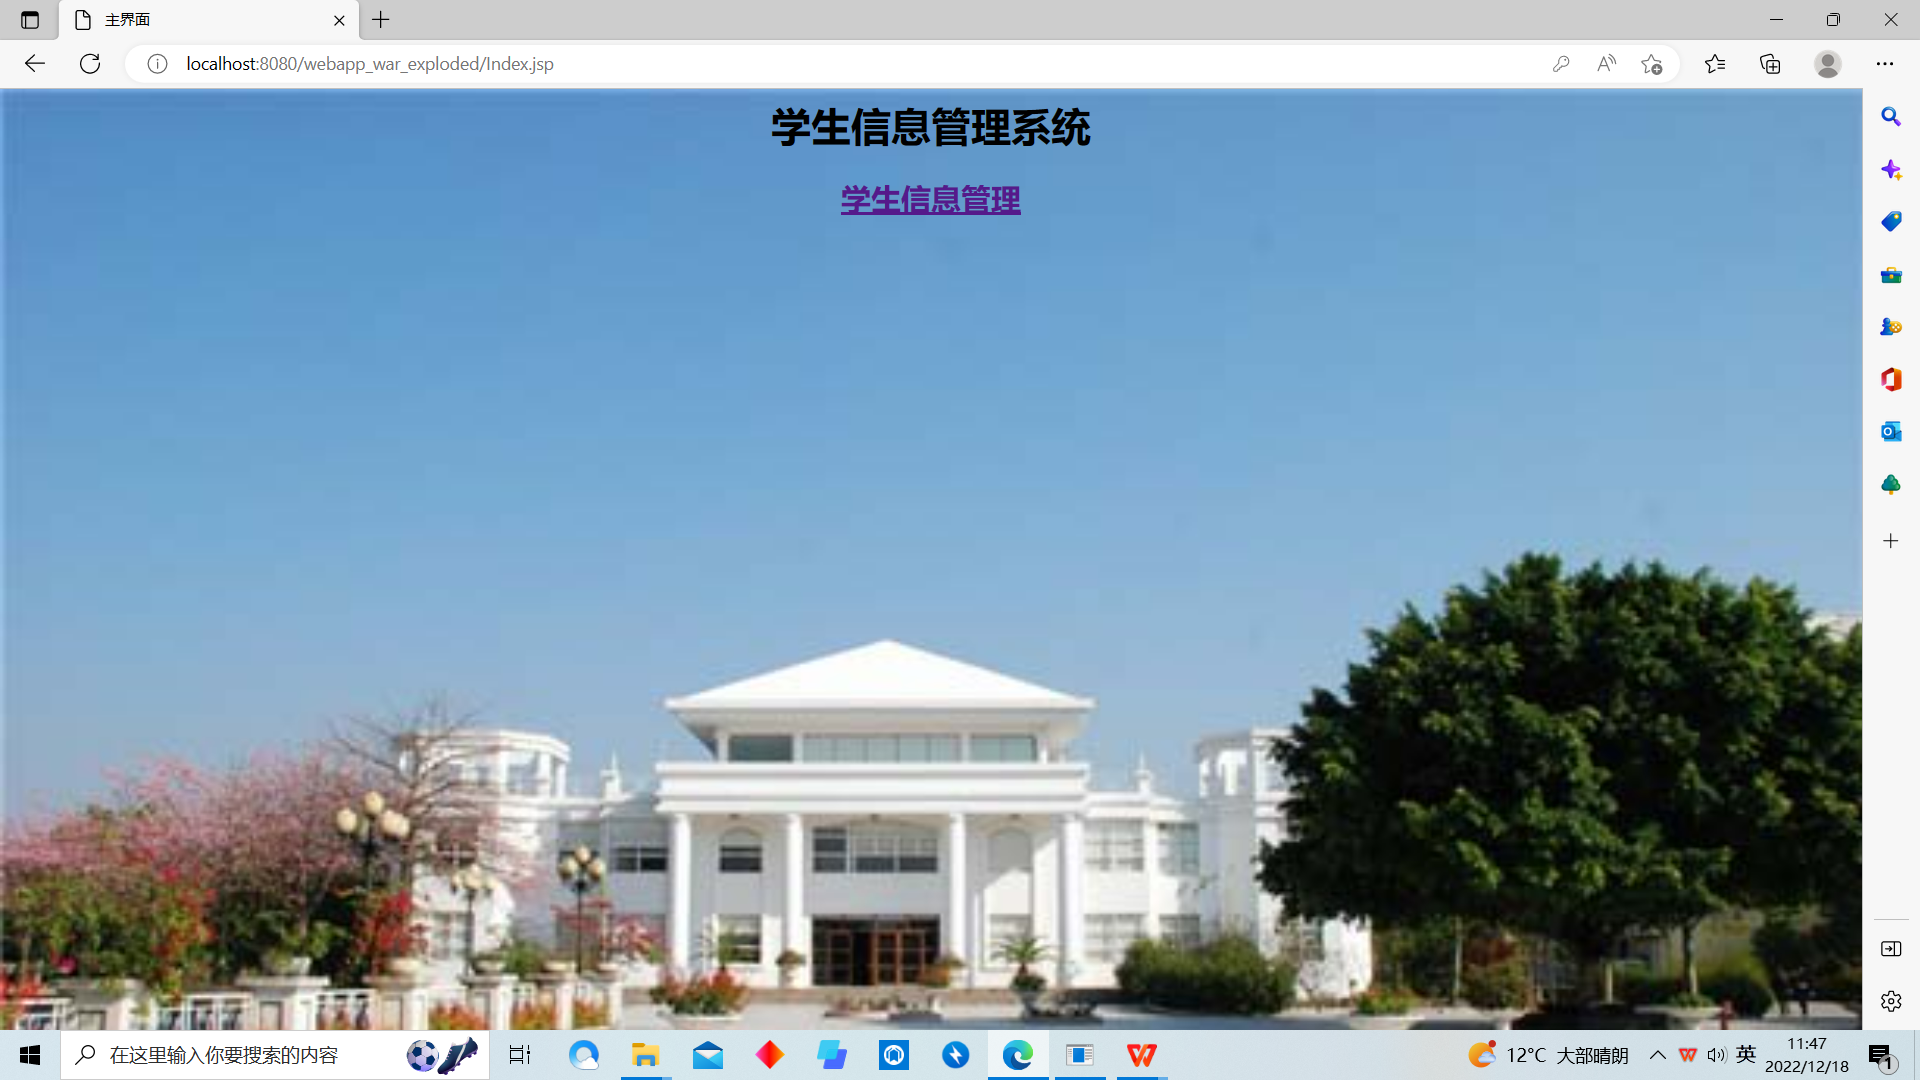 主界面
localhost:8080/webapp_war_exploded/Index.jsp
学生信息管理系统
学生信息管理
在这里输入你要搜索的内容
12°C 大部晴朗
英
11:47
2022/12/18
1